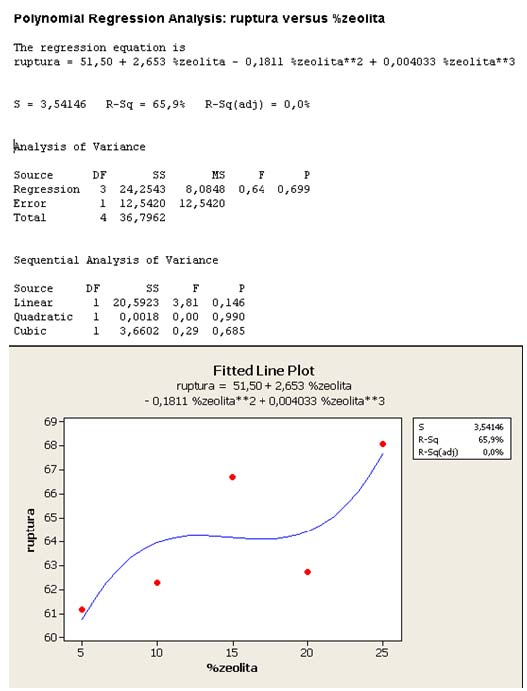 Polynomial Regression Analysis: ruptura versus %zeolita
The regression equation is
ruptura = 51,50 + 2,653 %zeolita - 0,1811 %zeolita**2 + 0,004033 %zeolita**3
S = 3,54146 R-Sq = 65,9% R-Sq(adj) = 0,0%
Analysis of Variance
Source DF SS MS F P
Regression 3 24,2543 8,0848 0,64 0,699
Error 1 12,5420 12,5420
Total 4 36,7962
Sequential Analysis of Variance
Source DF SS F P
Linear 1 20,5923 3,81 0,146
Quadratic 1 0,0018 0,00 0,990
Cubic 1 3,6602 0,29 0,685
Fitted Line Plot
ruptura = 51,50 + 2,653 %zeolita
- 0,1811 %zeolita**2 + 0,004033 %zeolita**3
S 3,54146
R-Sq 65,9%
R-Sq(adj) 0,0%
69
68
67
66
65
64
63
62
61
60
ruptura
5 10 15 20 25
%zeolita